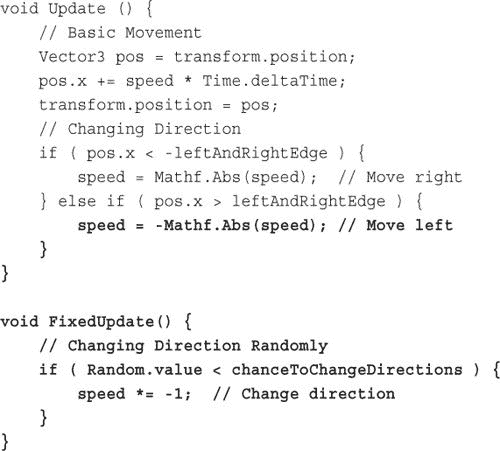 void Update () {
    // Basic Movement
    Vector3 pos = transform.position;
    pos.x += speed * Time.deltaTime;
    transform.position = pos;
    // Changing Direction
    if ( pos.x < -leftAndRightEdge ) {
        speed = Mathf.Abs(speed);  // Move right
    } else if ( pos.x > leftAndRightEdge ) {
        speed = -Mathf.Abs(speed); // Move left
    }
}

void FixedUpdate() {
    // Changing Direction Randomly
    if ( Random.value < chanceToChangeDirections ) {
        speed *= -1;  // Change direction
    }
}